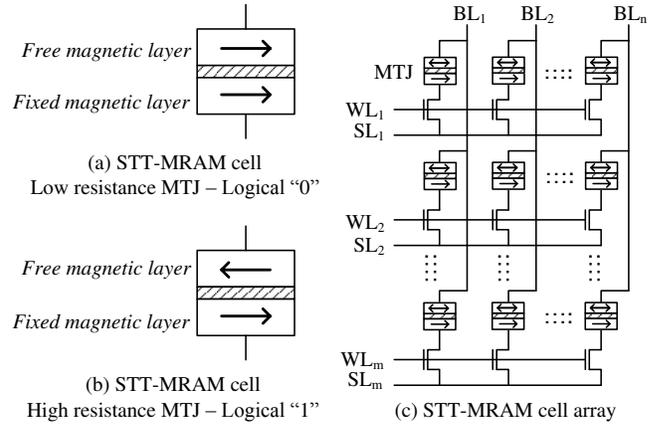 Free magnetic layer
Fixed magnetic layer
(a) STT-MRAM cell
Low resistance MTJ – Logical “0”
Free magnetic layer
Fixed magnetic layer
(b) STT-MRAM cell
High resistance MTJ – Logical “1”
BL1 BL2 BLn
MTJ
WL1
SL1
WL2
SL2
WLm
SLm
(c) STT-MRAM cell array